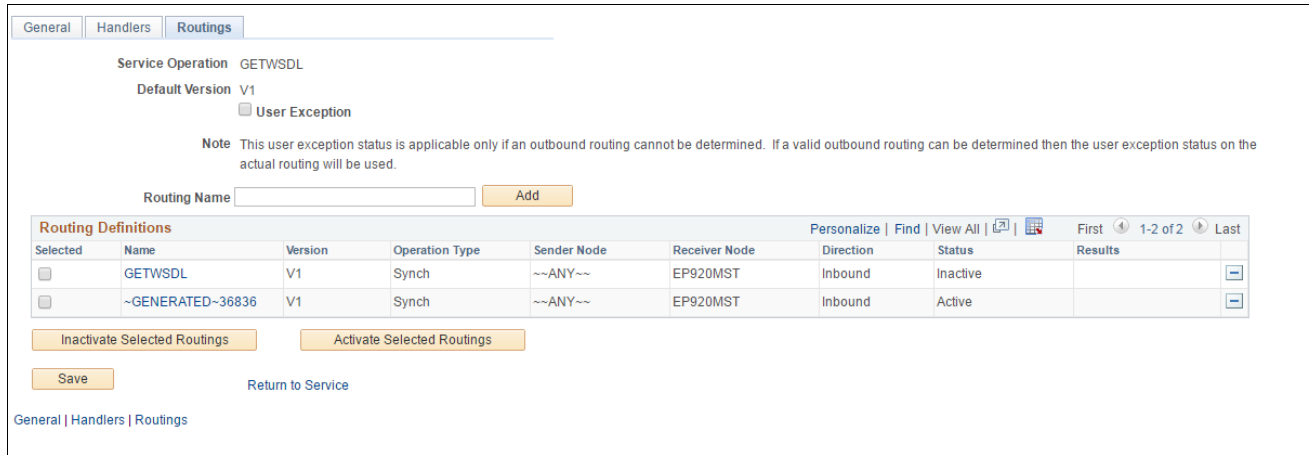 General Handlers Routings
Service Operation GETWSDL
Default Version V1
User Exception
Note This user exception status is applicable only if an outbound routing cannot be determined. If a valid outbound routing can be determined then the user exception status on the
actual routing will be used.
Routing Name Add
Routing Definitions Personalize | Find | View All | | First 1-2 of 2 Last
Selected Name Version Operation Type Sender Node Receiver Node Direction Status Results
GETWSDL V1 Synch ~~ANY~~ EP920MST Inbound Inactive
~GENERATED~36836 V1 Synch ~~ANY~~ EP920MST Inbound Active
Inactivate Selected Routings Activate Selected Routings
Save Return to Service
General | Handlers | Routings